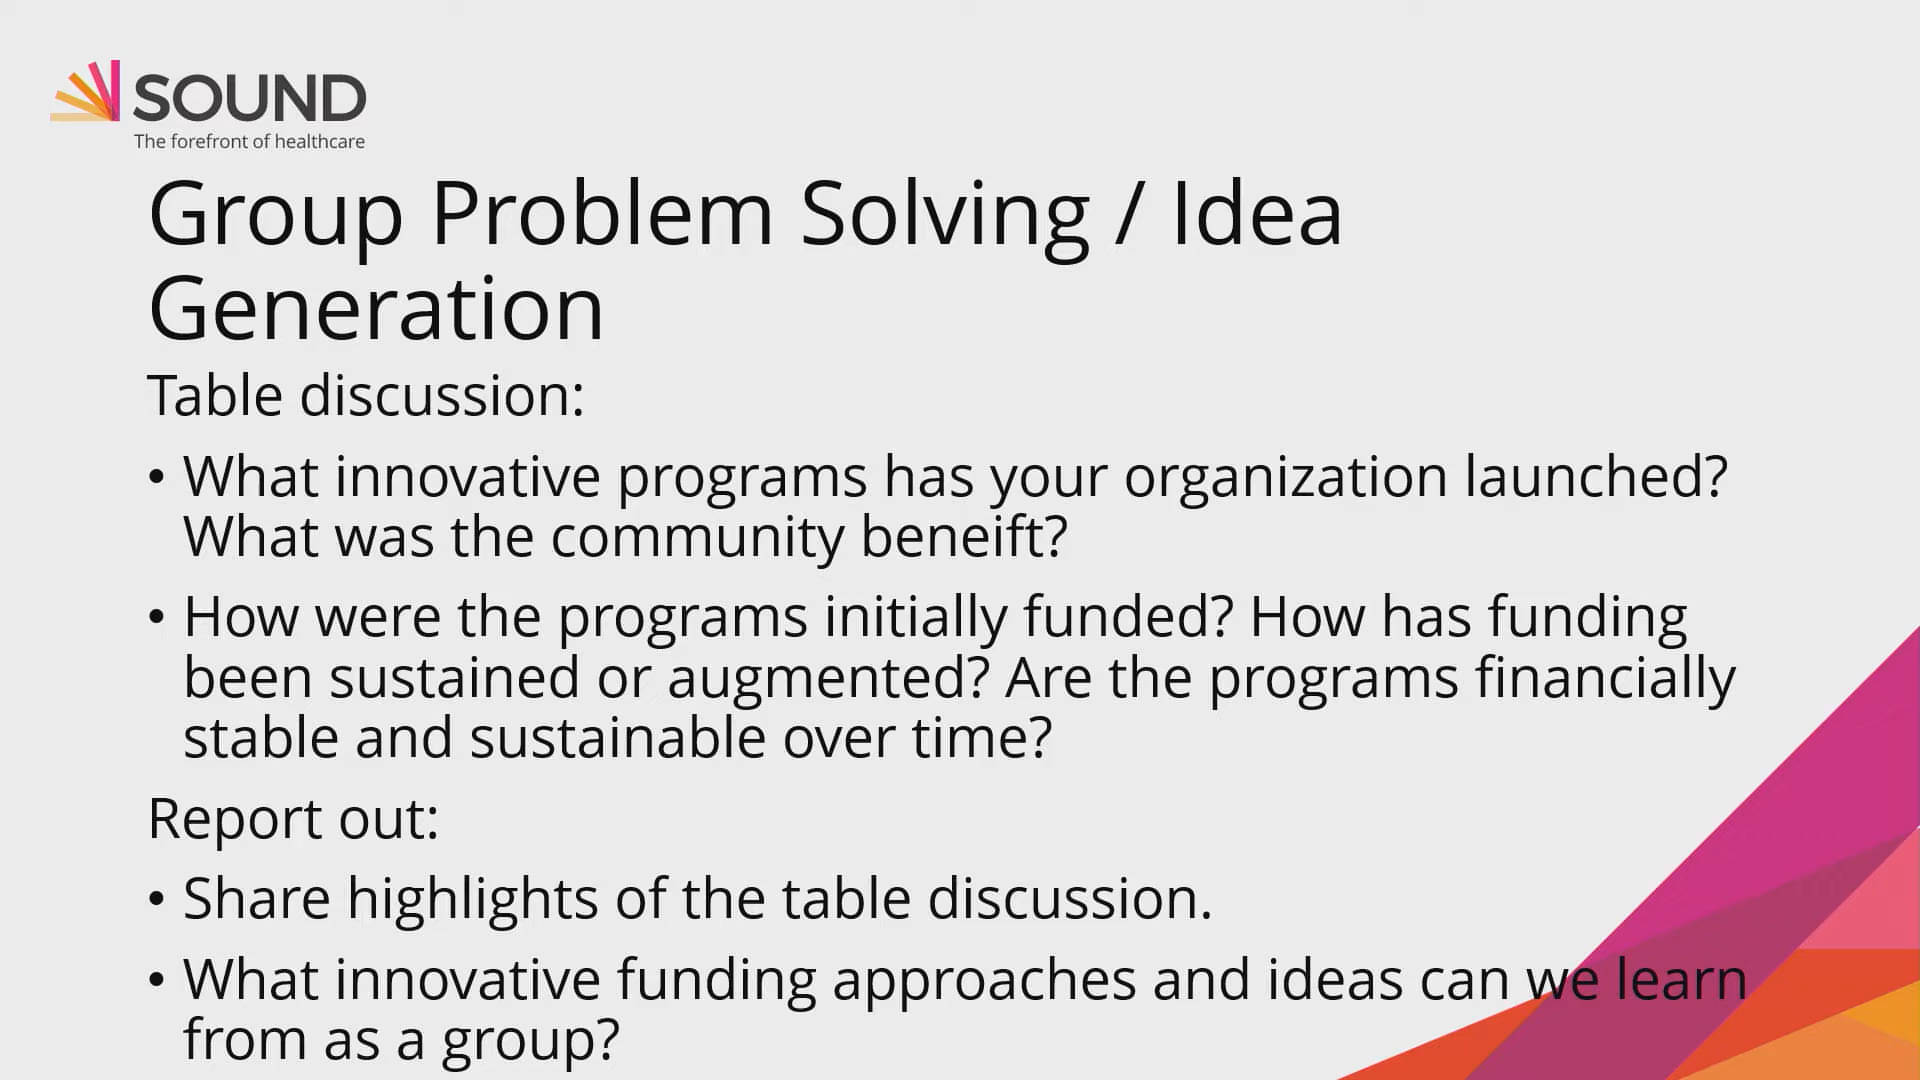 SOUND
The forefront of healthcare
Group Problem Solving / Idea
Generation
Table discussion:
• What innovative programs has your organization launched?
What was the community beneift?
• How were the programs initially funded? How has funding
been sustained or augmented? Are the programs financially
stable and sustainable over time?
Report out:
• Share highlights of the table discussion.
• What innovative funding approaches and ideas can we learn
from as a group?